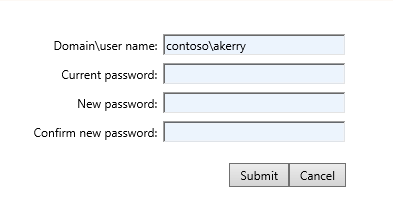 Domain\user name: contoso\akerry
Current password:
New password:
Confirm new password:
Submit Cancel